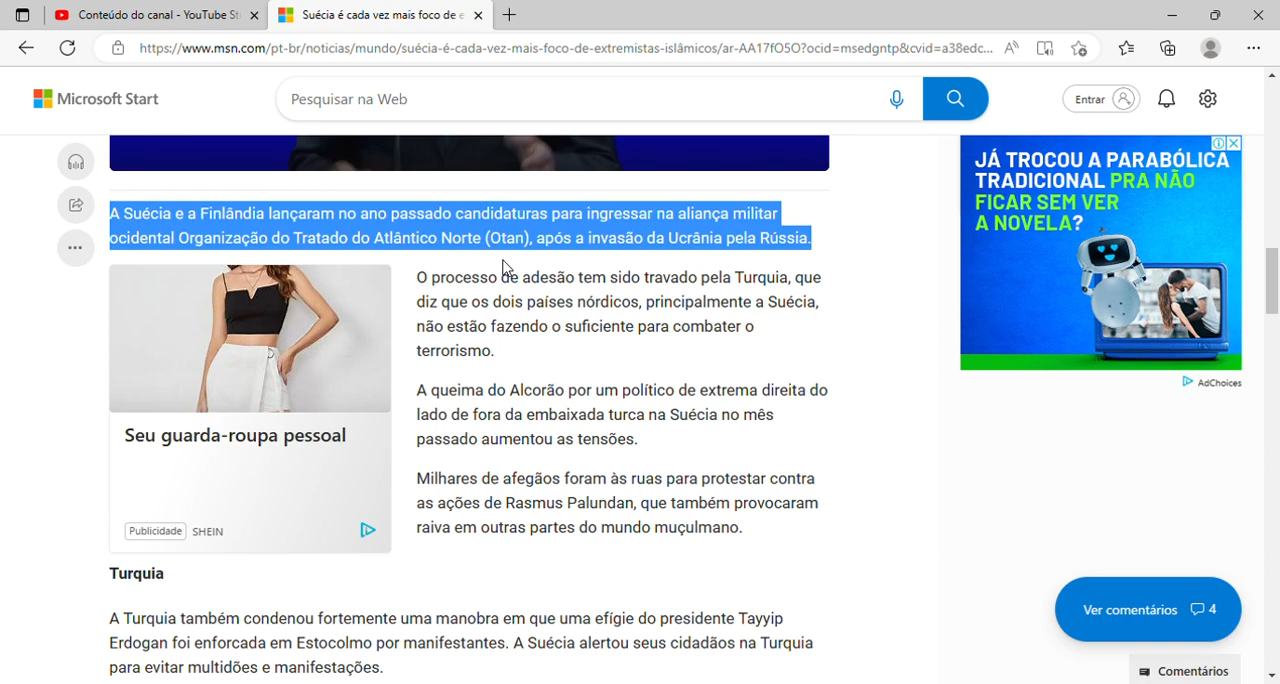 Conteúdo do canal - YouTube St
Suécia é cada vez mais foco de e
https://www.msn.com/pt-br/noticias/mundo/suécia-é-cada-vez-mais-foco-de-extremistas-islâmicos/ar-AA17fO5O?ocid=msedgntp&cvid=a38edc...
Microsoft Start
Pesquisar na Web
Entrar
A Suécia e a Finlândia lançaram no ano passado candidaturas para ingressar na aliança militar
ocidental Organização do Tratado do Atlântico Norte (Otan), após a invasão da Ucrânia pela Rússia.
O processo de adesão tem sido travado pela Turquia, que
diz que os dois países nórdicos, principalmente a Suécia,
não estão fazendo o suficiente para combater o
terrorismo.
A queima do Alcorão por um político de extrema direita do
lado de fora da embaixada turca na Suécia no mês
passado aumentou as tensões.
Milhares de afegãos foram às ruas para protestar contra
as ações de Rasmus Palundan, que também provocaram
raiva em outras partes do mundo muçulmano.
Seu guarda-roupa pessoal
Publicidade SHEIN
Turquia
A Turquia também condenou fortemente uma manobra em que uma efígie do presidente Tayyip
Erdogan foi enforcada em Estocolmo por manifestantes. A Suécia alertou seus cidadãos na Turquia
para evitar multidões e manifestações.
JÁ TROCOU A PARABÓLICA
TRADICIONAL PRA NÃO
FICAR SEM VER
A NOVELA?
AdChoices
Ver comentários 4
Comentários